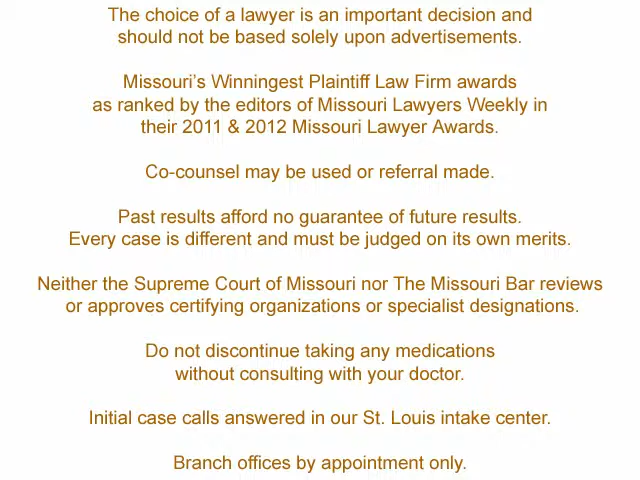 The choice of a lawyer is an important decision and
should not be based solely upon advertisements.
Missouri's Winningest Plaintiff Law Firm awards
as ranked by the editors of Missouri Lawyers Weekly in
their 2011 & 2012 Missouri Lawyer Awards.
Co-counsel may be used or referral made.
Past results afford no guarantee of future results.
Every case is different and must be judged on its own merits.
Neither the Supreme Court of Missouri nor The Missouri Bar reviews
or approves certifying organizations or specialist designations.
Do not discontinue taking any medications
without consulting with your doctor.
Initial case calls answered in our St. Louis intake center.
Branch offices by appointment only.